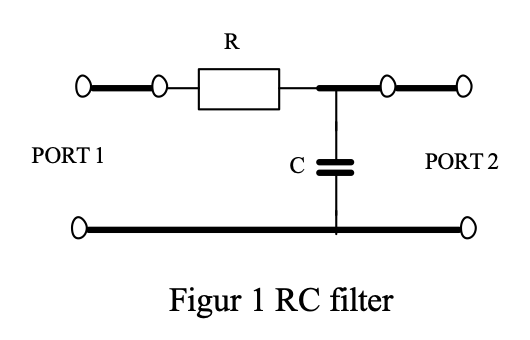 R
PORT 1
C
PORT 2
Figur 1 RC filter